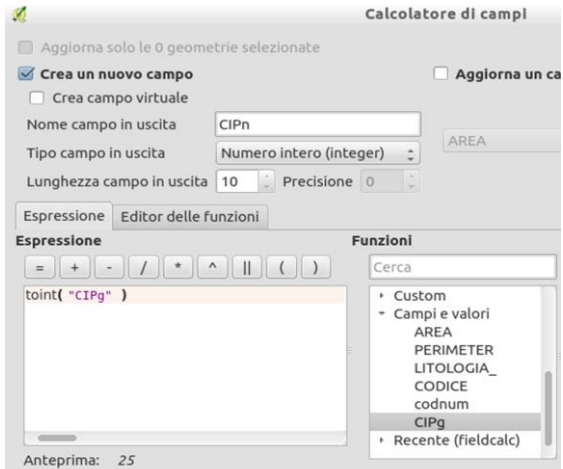 Calcolatore di campi
Aggiorna solo le 0 geometrie selezionate
Crea un nuovo campo
Aggiorna un ca
Crea campo virtuale
Nome campo in uscita CIPn
AREA
Tipo campo in uscita Numero intero (integer)
Lunghezza campo in uscita 10 Precisione 0
Espressione Editor delle funzioni
Espressione
= + - / * ^ || ( )
toint( "CIPg" )
Anteprima: 25
Funzioni
Cerca
Custom
Campi e valori
AREA
PERIMETER
LITOLOGIA_
CODICE
codnum
CIPg
Recente (fieldcalc)